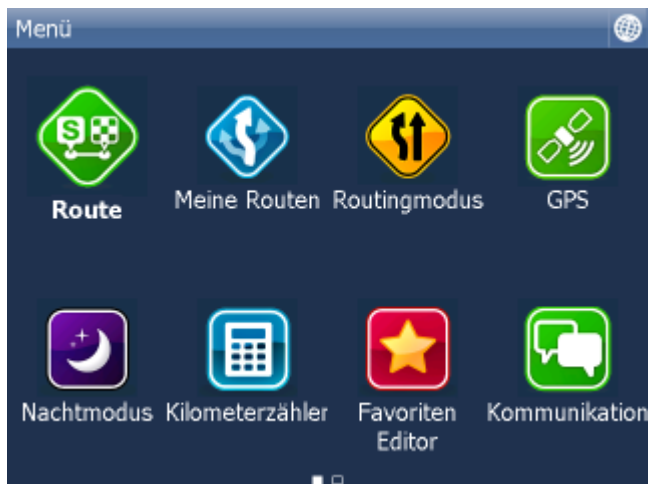 Menü
S
Route
Meine Routen
Routingmodus
GPS
Nachtmodus
Kilometerzähler
Favoriten
Editor
Kommunikation